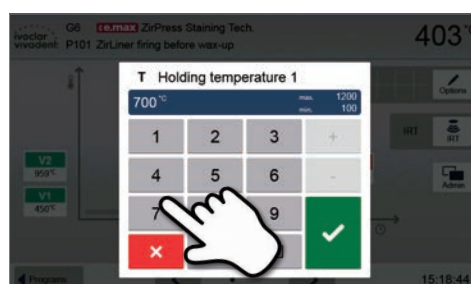 ivoclar
vivadent
G6 IPS e.max ZirPress Staining Tech.
P101 ZirLiner firing before wax-up
403°
T Holding temperature 1
700 °C
max. 1200
min. 100
1 2 3 +
4 5 6 -
7 9
Options
IRT
IRT
Admin
V2
959°C
V1
450°C
Programs
15:18:44